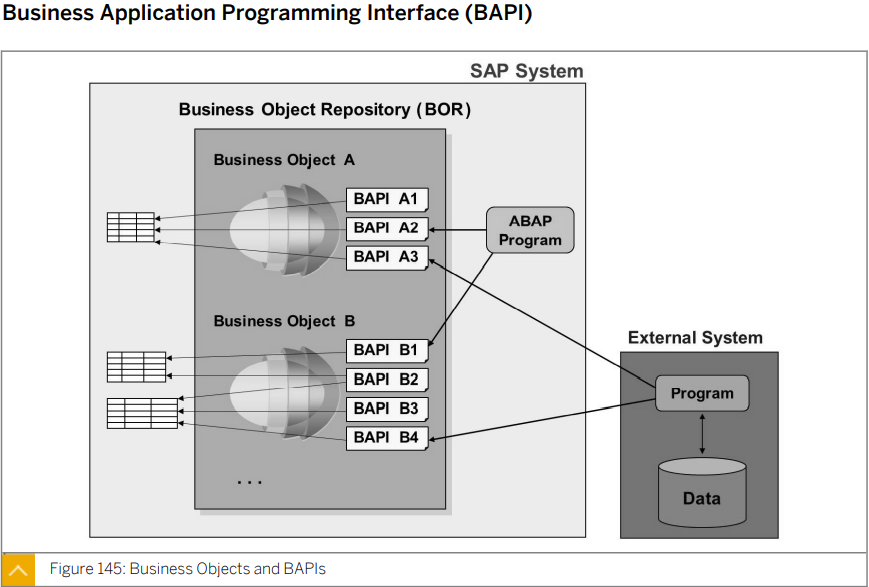 Business Application Programming Interface (BAPI)
SAP System
Business Object Repository (BOR)
Business Object A
BAPI A1
BAPI A2
BAPI A3
ABAP
Program
Business Object B
BAPI B1
BAPI B2
BAPI B3
BAPI B4
. . .
External System
Program
Data
Figure 145: Business Objects and BAPIs